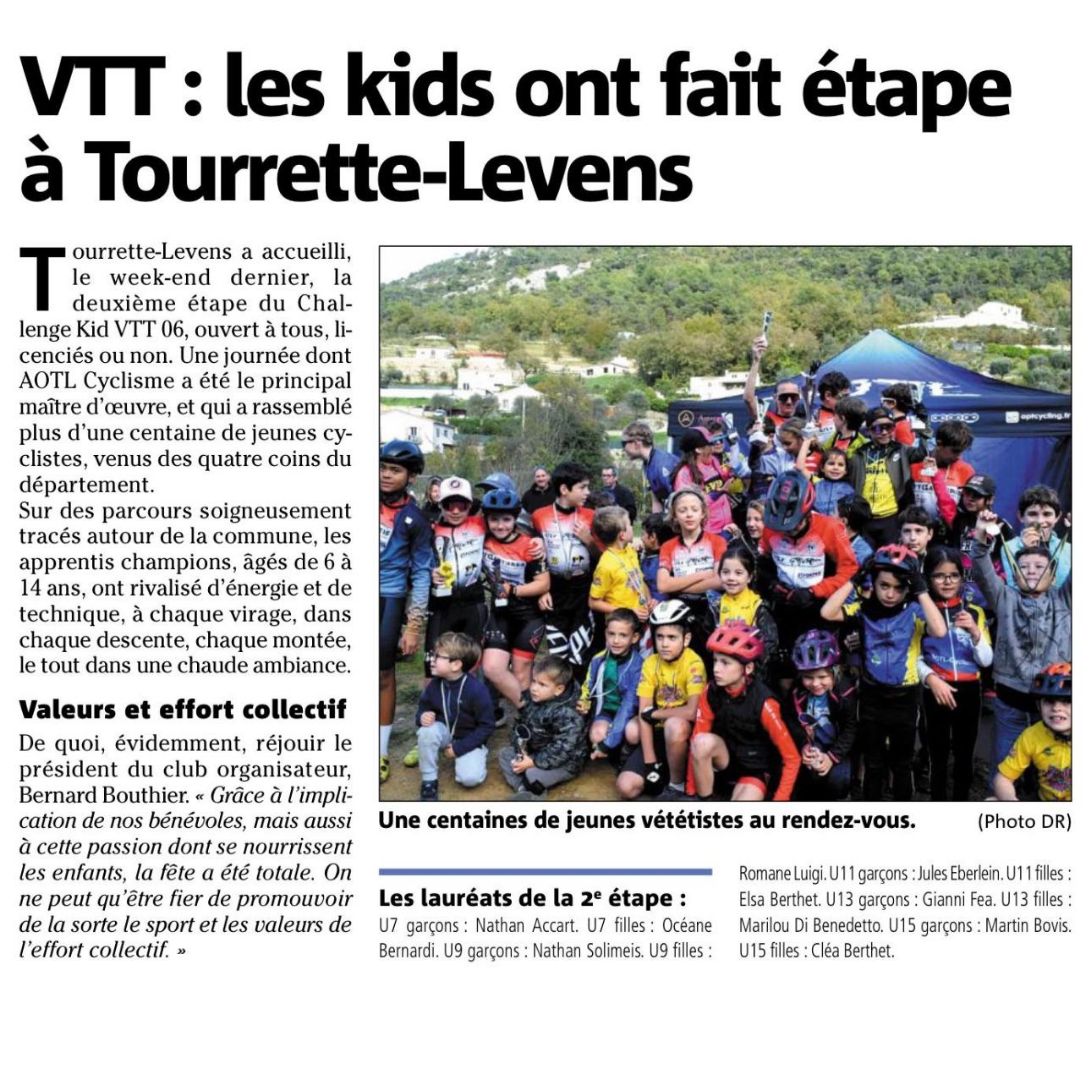 VTT : les kids ont fait étape
à Tourrette-Levens
Tourrette-Levens a accueilli,
le week-end dernier, la
deuxième étape du Chal-
lenge Kid VTT 06, ouvert à tous, li-
cenciés ou non. Une journée dont
AOTL Cyclisme a été le principal
maître d'œuvre, et qui a rassemblé
plus d'une centaine de jeunes cy-
clistes, venus des quatre coins du
département.
Sur des parcours soigneusement
tracés autour de la commune, les
apprentis champions, âgés de 6 à
14 ans, ont rivalisé d'énergie et de
technique, à chaque virage, dans
chaque descente, chaque montée,
le tout dans une chaude ambiance.
Valeurs et effort collectif
De quoi, évidemment, réjouir le
président du club organisateur,
Bernard Bouthier. « Grâce à l'impli-
cation de nos bénévoles, mais aussi
à cette passion dont se nourrissent
les enfants, la fête a été totale. On
ne peut qu'être fier de promouvoir
de la sorte le sport et les valeurs de
l'effort collectif. »
aptcycling.fr
Une centaines de jeunes vététistes au rendez-vous. (Photo DR)
Les lauréats de la 2e étape :
U7 garçons : Nathan Accart. U7 filles : Océane
Bernardi. U9 garçons : Nathan Solimeis. U9 filles :
Romane Luigi. U11 garçons : Jules Eberlein. U11 filles :
Elsa Berthet. U13 garçons : Gianni Fea. U13 filles :
Marilou Di Benedetto. U15 garçons : Martin Bovis.
U15 filles : Cléa Berthet.